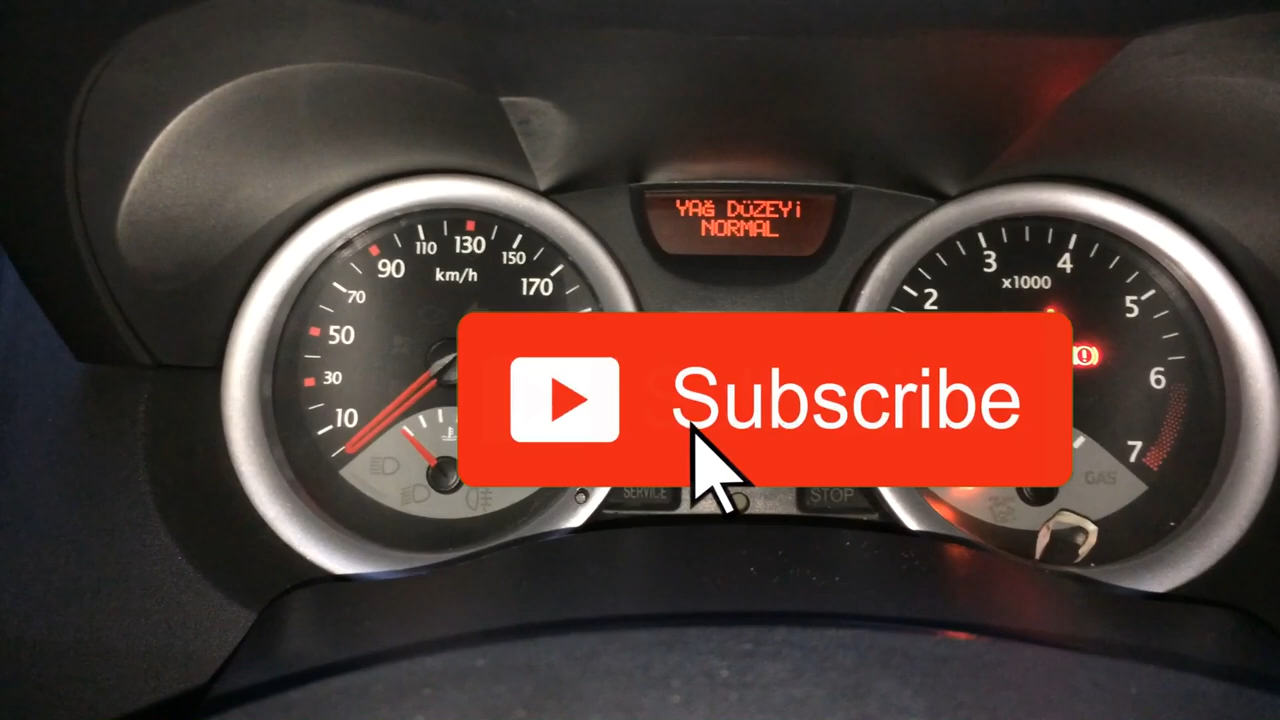 YAĞ DÜZEYi
NORMAL
10
30
50
70
90
110
130
150
170
km/h
2
3
4
5
6
7
x1000
Subscribe
SERVICE
STOP
GAS